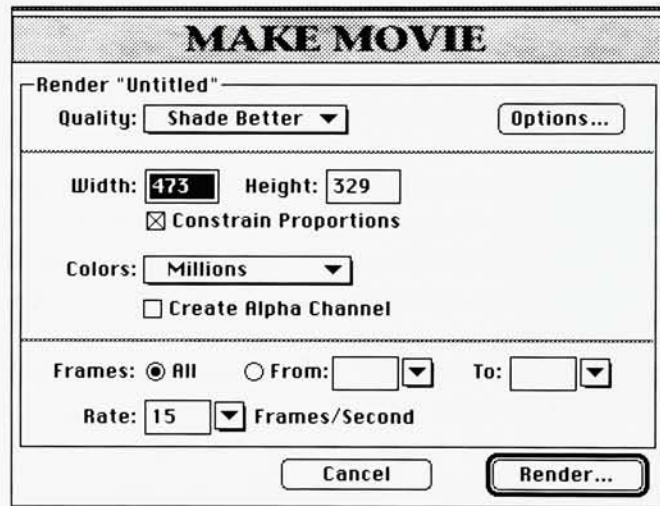 MAKE MOVIE
Render "Untitled"
Quality: Shade Better Options...
Width: 473 Height: 329
Constrain Proportions
Colors: Millions
Create Alpha Channel
Frames: All From: To:
Rate: 15 Frames/Second
Cancel Render...